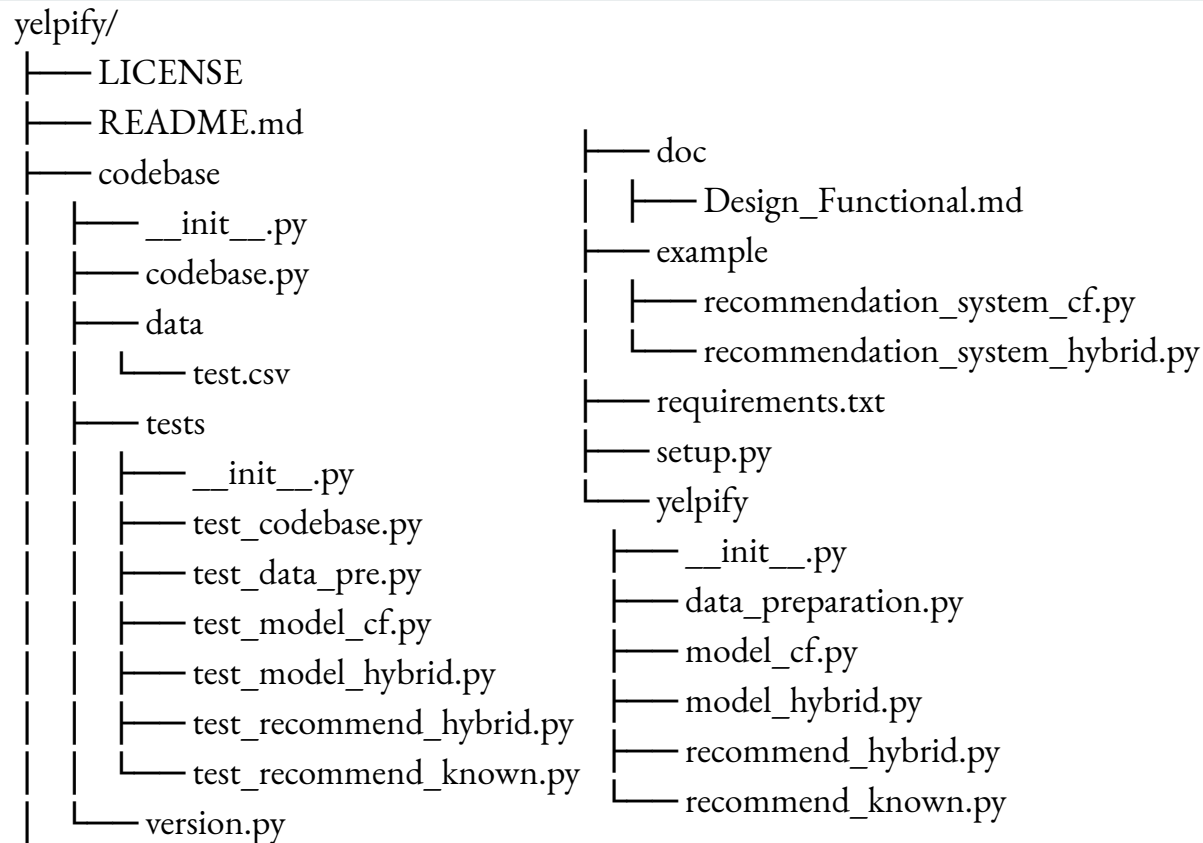 yelpify/
LICENSE
README.md
codebase
__init__.py
codebase.py
data
test.csv
tests
__init__.py
test_codebase.py
test_data_pre.py
test_model_cf.py
test_model_hybrid.py
test_recommend_hybrid.py
test_recommend_known.py
version.py
doc
Design_Functional.md
example
recommendation_system_cf.py
recommendation_system_hybrid.py
requirements.txt
setup.py
yelpify
__init__.py
data_preparation.py
model_cf.py
model_hybrid.py
recommend_hybrid.py
recommend_known.py